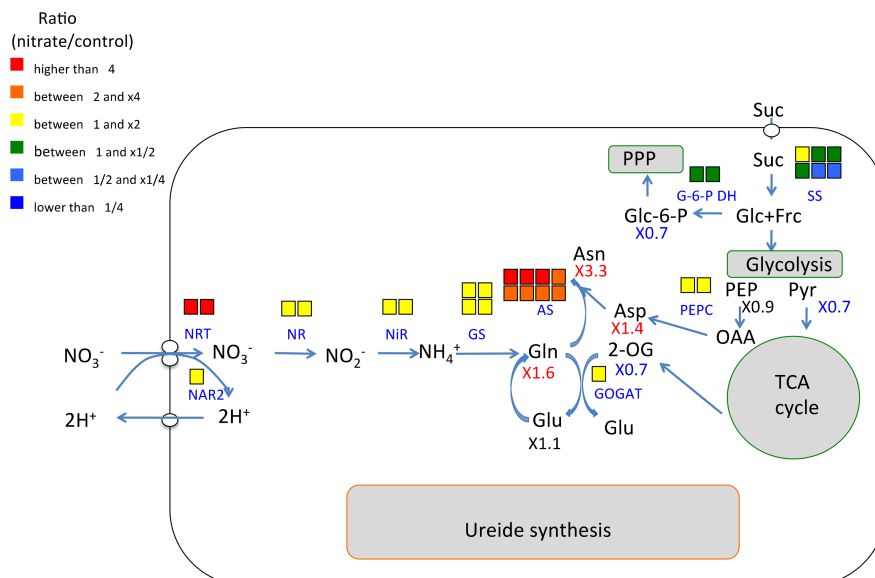 Ratio
(nitrate/control)
higher than 4
between 2 and x4
between 1 and x2
between 1 and x1/2
between 1/2 and x1/4
lower than 1/4
Suc
PPP
Suc
G-6-P DH
SS
Glc-6-P
Glc+Frc
X0.7
Asn
X3.3
Glycolysis
PEP
Pyr
X0.9
X0.7
AS
Asp
PEPC
X1.4
OAA
NRT
NR
NiR
GS
NO₃⁻
NO₃⁻
NO₂⁻
NH₄⁺
Gln
2-OG
X1.6
X0.7
NAR2
GOGAT
TCA
cycle
2H⁺
2H⁺
Glu
Glu
X1.1
Ureide synthesis